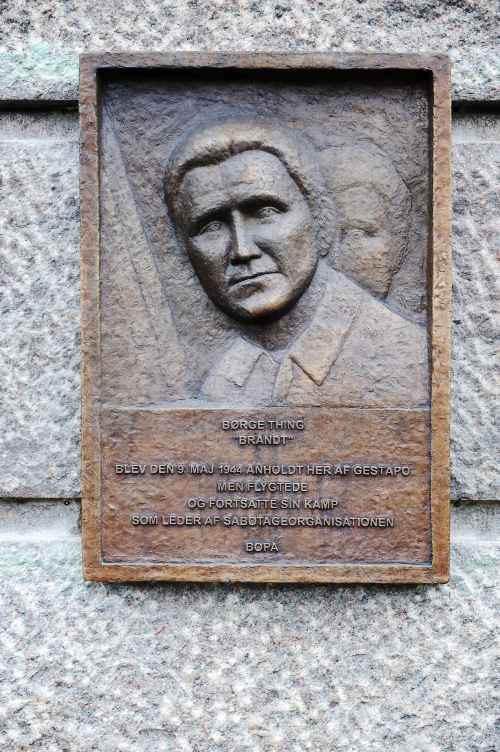 BØRGE THING
"BRANDT"
BLEV DEN 9. MAJ 1944 ANHOLDT HER AF GESTAPO
MEN FLYGTEDE
OG FORTSATTE SIN KAMP
SOM LEDER AF SABOTAGEORGANISATIONEN
BOPA